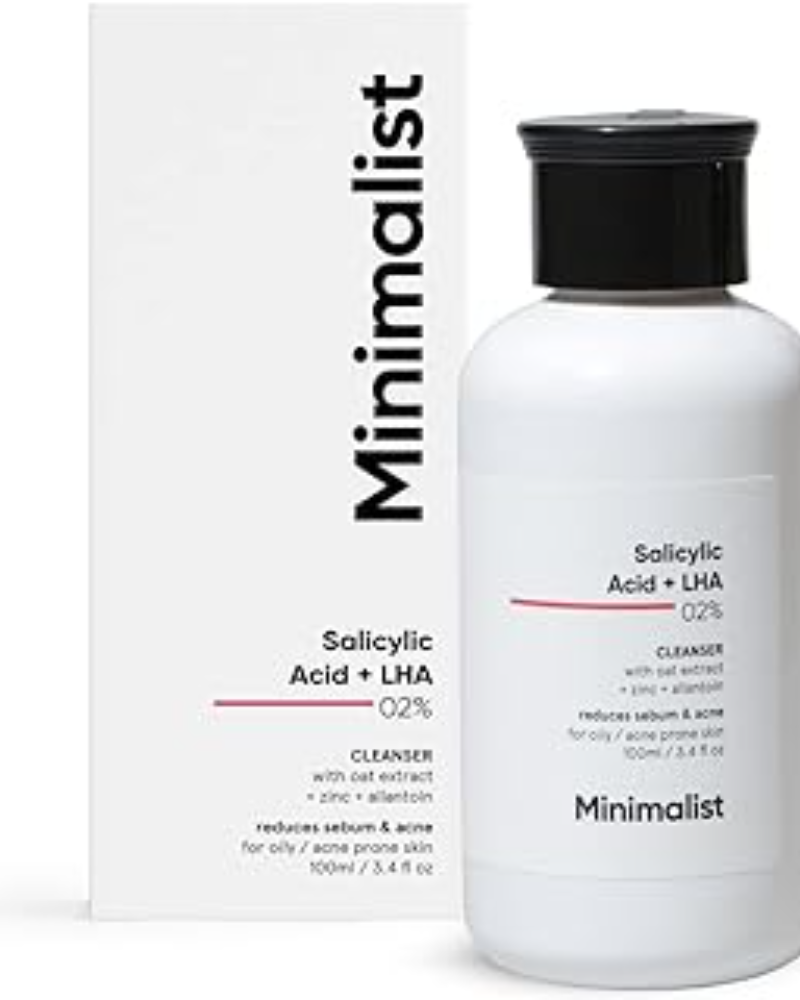 Minimalist
Salicylic
Acid + LHA
02%
CLEANSER
with oat extract
+ zinc + allantoin
reduces sebum & acne
for oily / acne prone skin
100ml / 3.4 fl oz
Salicylic
Acid + LHA
02%
CLEANSER
with oat extract
+ zinc + allantoin
reduces sebum & acne
for oily / acne prone skin
100ml / 3.4 fl oz
Minimalist